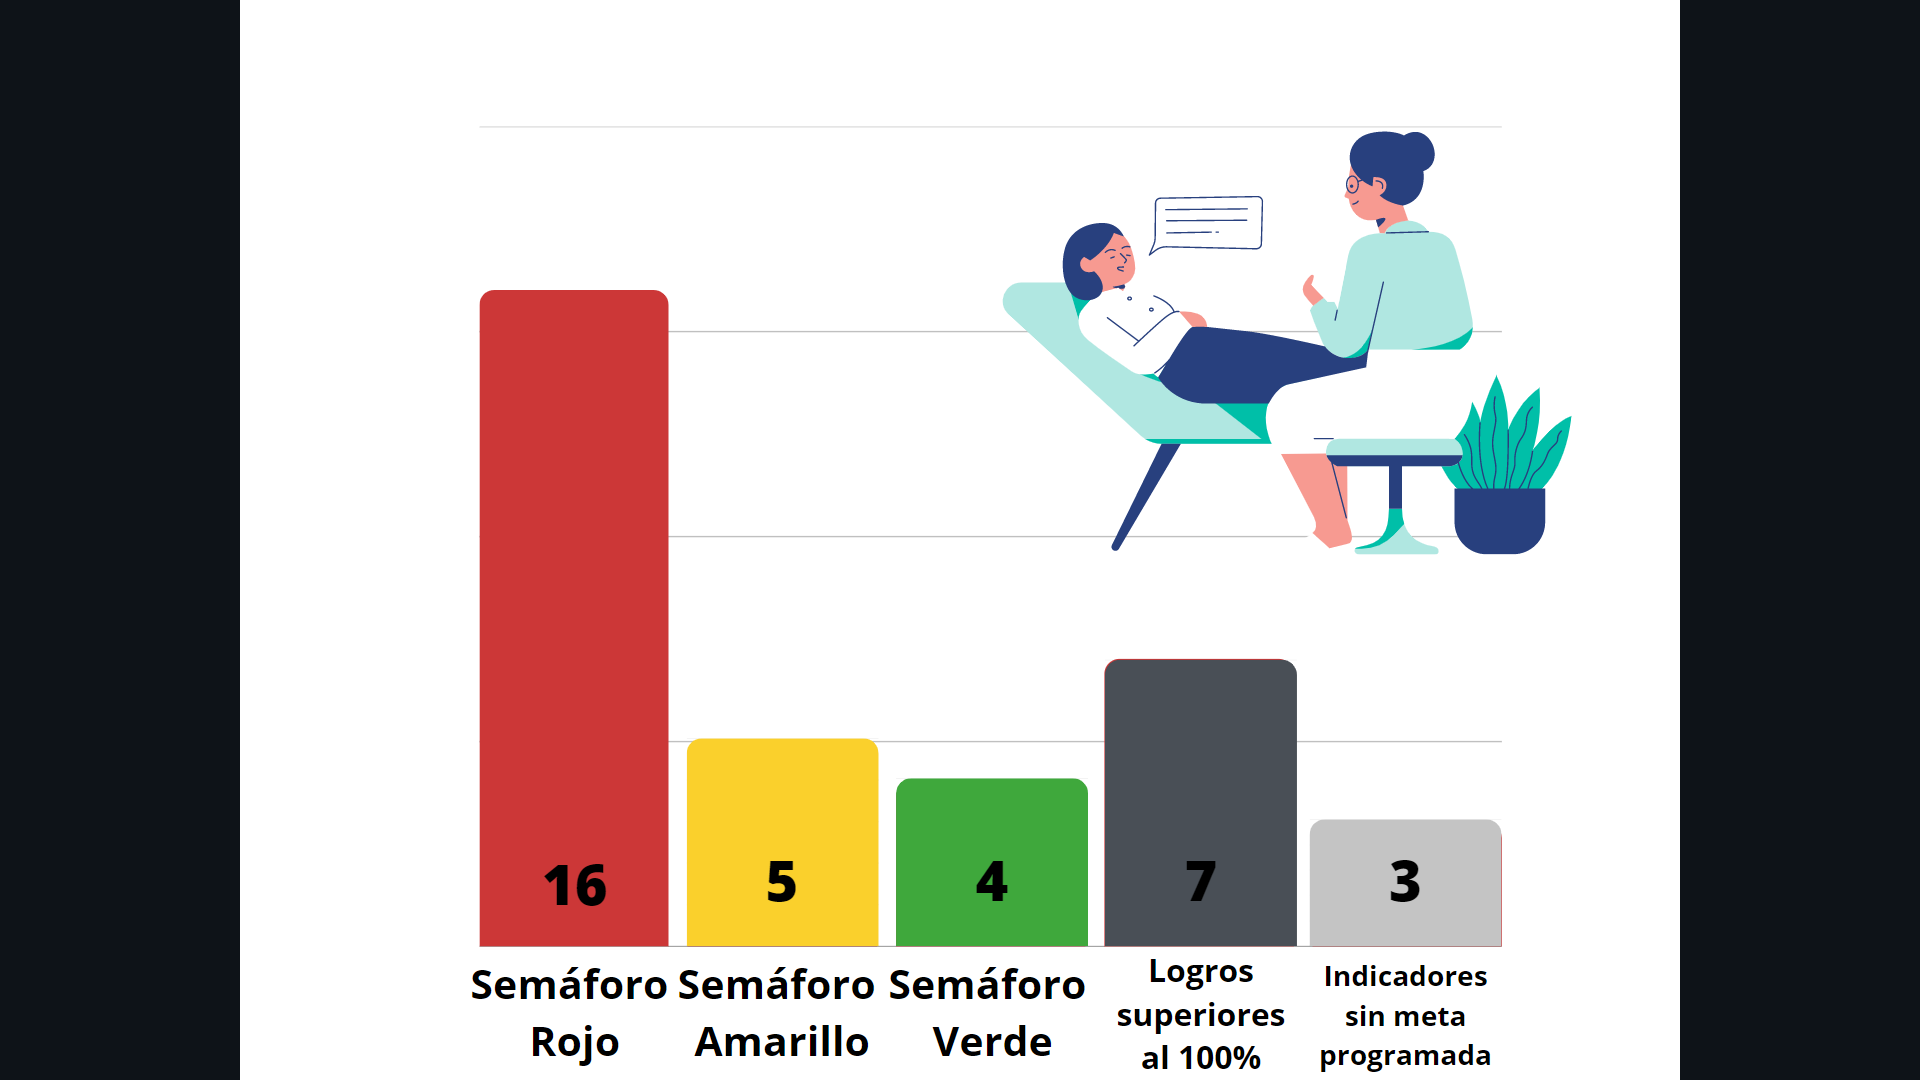 16
5
4
7
3
Semáforo
Rojo
Semáforo
Amarillo
Semáforo
Verde
Logros
superiores
al 100%
Indicadores
sin meta
programada